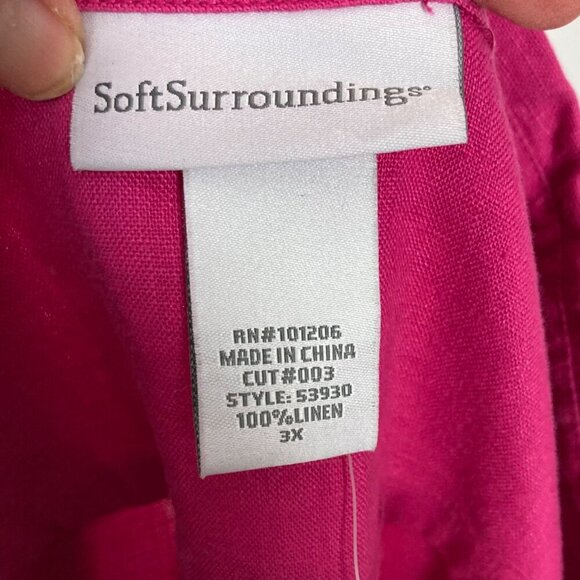 SoftSurroundings®
RN#101206
MADE IN CHINA
CUT#003
STYLE: 53930
100%LINEN
3X